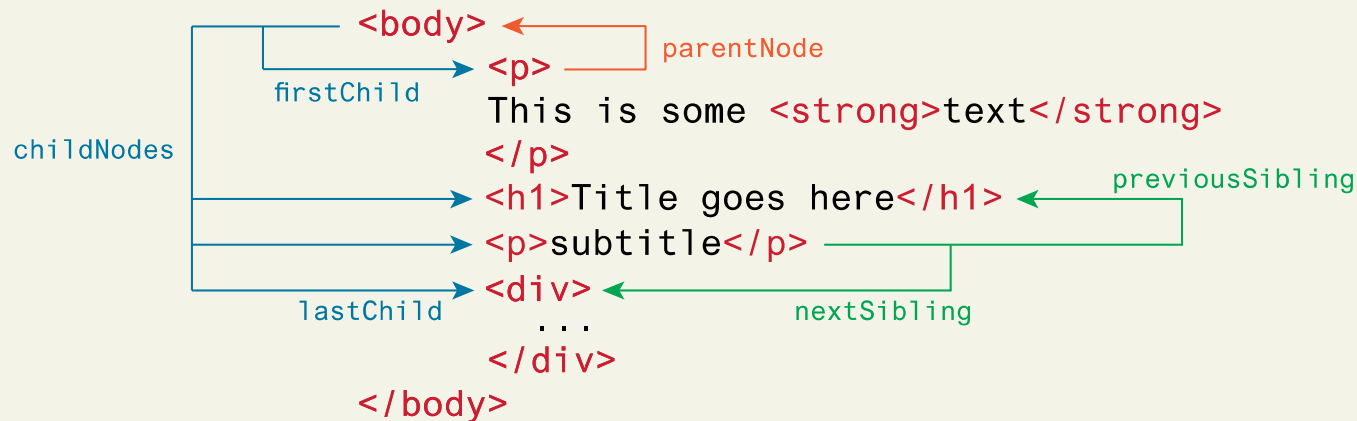 <body>
parentNode
<p>
firstChild
This is some <strong>text</strong>
childNodes
</p>
previousSibling
<h1>Title goes here</h1>
<p>subtitle</p>
<div>
lastChild
nextSibling
...
</div>
</body>